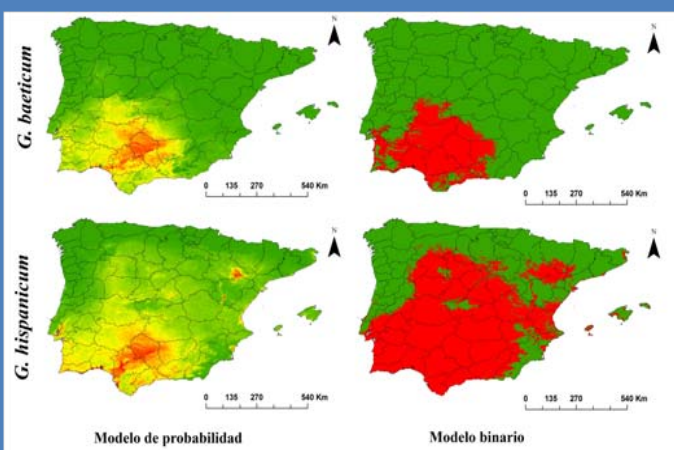 G. baeticum
N
0 135 270 540 Km
N
0 135 270 540 Km
G. hispanicum
N
0 135 270 540 Km
N
0 135 270 540 Km
Modelo de probabilidad
Modelo binario